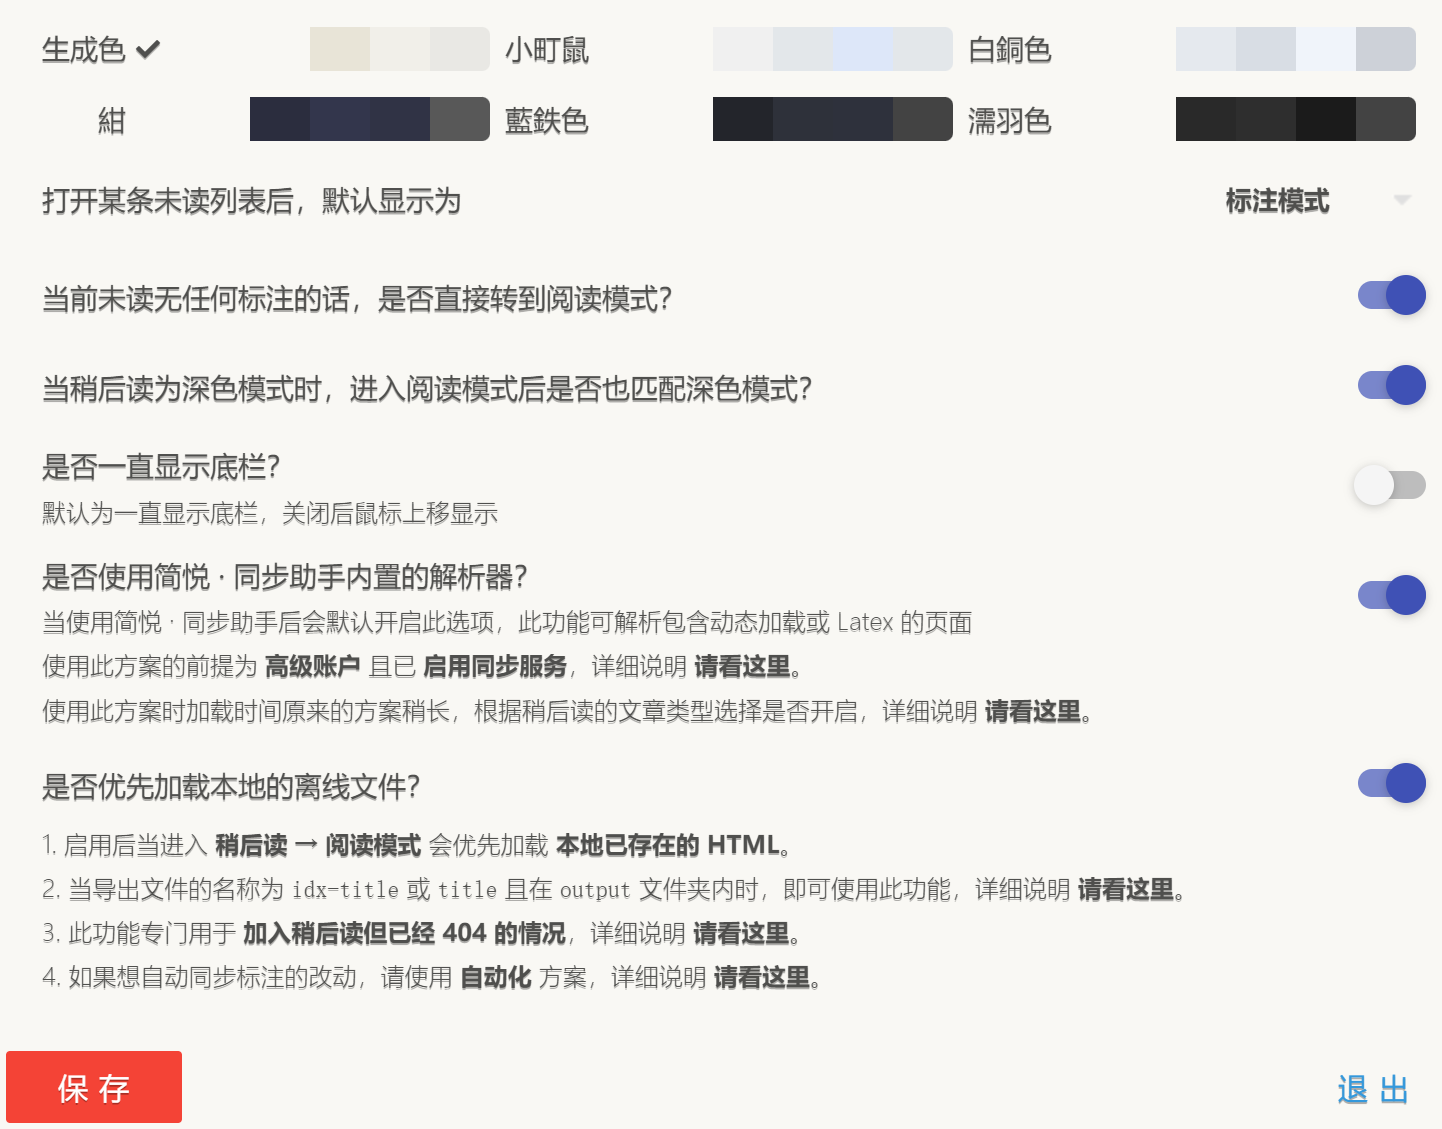 生成色 小町鼠 白銅色
紺 藍鉄色 濡羽色
打开某条未读列表后，默认显示为 标注模式
当前未读无任何标注的话，是否直接转到阅读模式？
当稍后读为深色模式时，进入阅读模式后是否也匹配深色模式？
是否一直显示底栏？
默认为一直显示底栏，关闭后鼠标上移显示
是否使用简悦 · 同步助手内置的解析器？
当使用简悦 · 同步助手后会默认开启此选项，此功能可解析包含动态加载或 Latex 的页面
使用此方案的前提为 高级账户 且已 启用同步服务，详细说明 请看这里。
使用此方案时加载时间原来的方案稍长，根据稍后读的文章类型选择是否开启，详细说明 请看这里。
是否优先加载本地的离线文件？
1. 启用后当进入 稍后读 → 阅读模式 会优先加载 本地已存在的 HTML。
2. 当导出文件的名称为 idx-title 或 title 且在 output 文件夹内时，即可使用此功能，详细说明 请看这里。
3. 此功能专门用于 加入稍后读但已经 404 的情况，详细说明 请看这里。
4. 如果想自动同步标注的改动，请使用 自动化 方案，详细说明 请看这里。
保 存 退 出